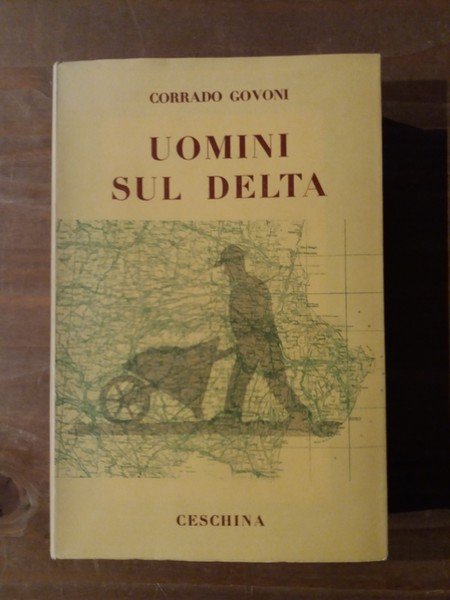 CORRADO GOVONI
UOMINI
SUL DELTA
CESCHINA